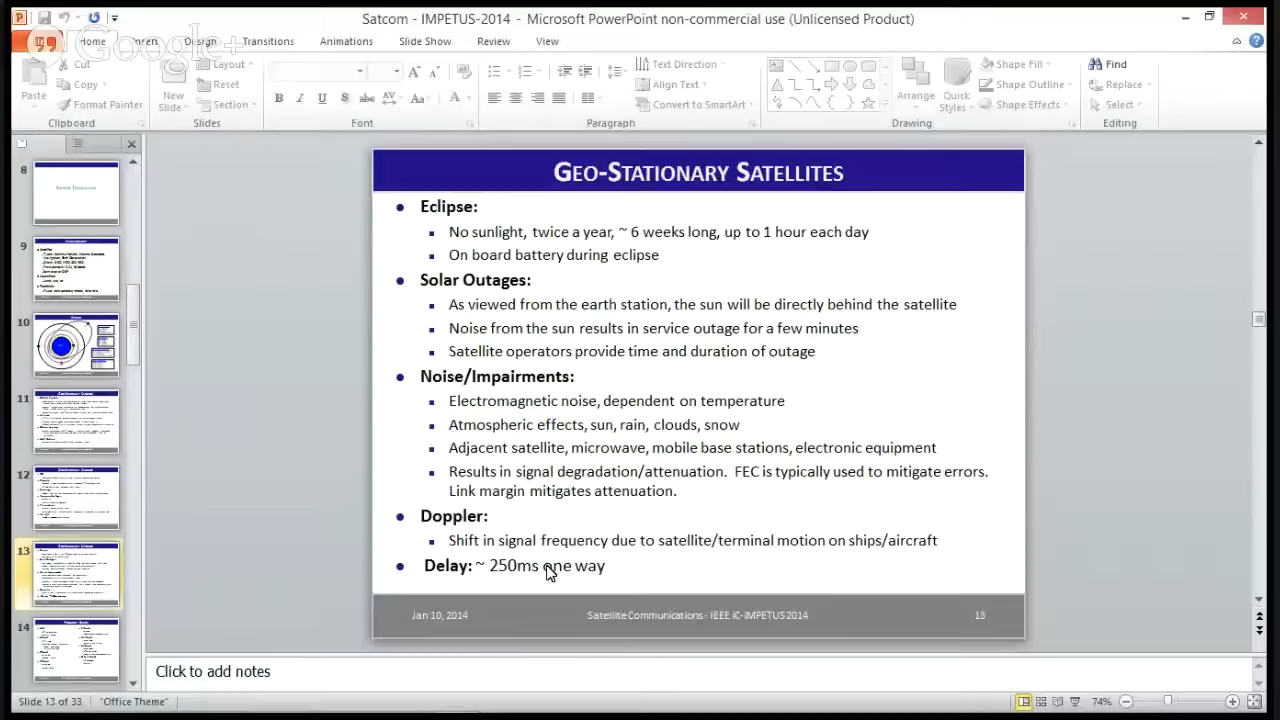 Satcom - IMPETUS-2014 - Microsoft PowerPoint non-commercial use (Unlicensed Product)
Google+
Home Insert Design Transitions Animations Slide Show Review View
Cut
Copy
Format Painter
Paste
Clipboard
New Slide
Layout
Reset
Section
Slides
Font
Text Direction
Align Text
Convert to SmartArt
Paragraph
Arrange
Quick Styles
Shape Fill
Shape Outline
Shape Effects
Drawing
Find
Replace
Select
Editing
8
9
10
11
12
13
14
GEO-STATIONARY SATELLITES
Eclipse:
No sunlight, twice a year, ~ 6 weeks long, up to 1 hour each day
On board battery during eclipse
Solar Outages:
As viewed from the earth station, the sun will be directly behind the satellite
Noise from the sun results in service outage for a few minutes
Satellite operators provide time and duration of outage
Noise/Impairments:
Electromagnetic noise, dependent on temp
Atmospheric effects, sun, rain, clouds, snow
Adjacent satellite, microwave, mobile base stations, electronic equipment
Results in signal degradation/attenuation. FEC is typically used to mitigate errors.
Link margin mitigates attenuation.
Doppler:
Shift in signal frequency due to satellite/terminal motion on ships/aircraft
Delay: ~ 250ms one way
Jan 10, 2014 Satellite Communications - IEEE IC-IMPETUS 2014 13
Click to add notes
Slide 13 of 33 "Office Theme" 74%